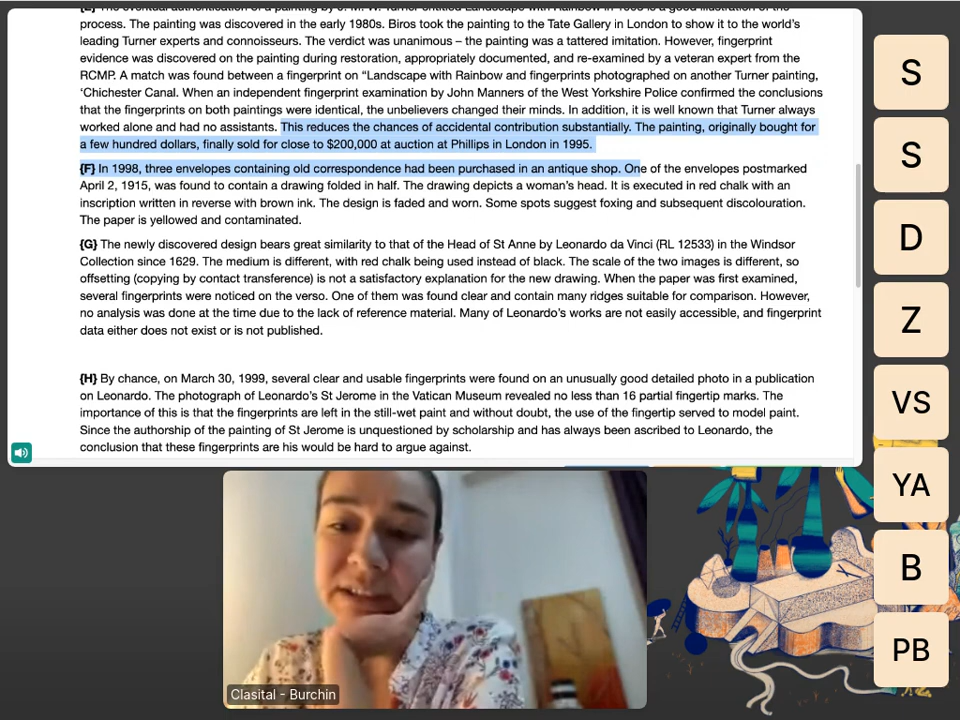 {E} The eventual authentication of a painting by J. M. W. Turner entitled Landscape with Rainbow in 1993 is a good illustration of the
process. The painting was discovered in the early 1980s. Biros took the painting to the Tate Gallery in London to show it to the world’s
leading Turner experts and connoisseurs. The verdict was unanimous – the painting was a tattered imitation. However, fingerprint
evidence was discovered on the painting during restoration, appropriately documented, and re-examined by a veteran expert from the
RCMP. A match was found between a fingerprint on “Landscape with Rainbow and fingerprints photographed on another Turner painting,
‘Chichester Canal. When an independent fingerprint examination by John Manners of the West Yorkshire Police confirmed the conclusions
that the fingerprints on both paintings were identical, the unbelievers changed their minds. In addition, it is well known that Turner always
worked alone and had no assistants. This reduces the chances of accidental contribution substantially. The painting, originally bought for
a few hundred dollars, finally sold for close to $200,000 at auction at Phillips in London in 1995.
{F} In 1998, three envelopes containing old correspondence had been purchased in an antique shop. One of the envelopes postmarked
April 2, 1915, was found to contain a drawing folded in half. The drawing depicts a woman’s head. It is executed in red chalk with an
inscription written in reverse with brown ink. The design is faded and worn. Some spots suggest foxing and subsequent discolouration.
The paper is yellowed and contaminated.
{G} The newly discovered design bears great similarity to that of the Head of St Anne by Leonardo da Vinci (RL 12533) in the Windsor
Collection since 1629. The medium is different, with red chalk being used instead of black. The scale of the two images is different, so
offsetting (copying by contact transference) is not a satisfactory explanation for the new drawing. When the paper was first examined,
several fingerprints were noticed on the verso. One of them was found clear and contain many ridges suitable for comparison. However,
no analysis was done at the time due to the lack of reference material. Many of Leonardo’s works are not easily accessible, and fingerprint
data either does not exist or is not published.
{H} By chance, on March 30, 1999, several clear and usable fingerprints were found on an unusually good detailed photo in a publication
on Leonardo. The photograph of Leonardo’s St Jerome in the Vatican Museum revealed no less than 16 partial fingertip marks. The
importance of this is that the fingerprints are left in the still-wet paint and without doubt, the use of the fingertip served to model paint.
Since the authorship of the painting of St Jerome is unquestioned by scholarship and has always been ascribed to Leonardo, the
conclusion that these fingerprints are his would be hard to argue against.
Clasital - Burchin
S
S
D
Z
VS
YA
B
PB